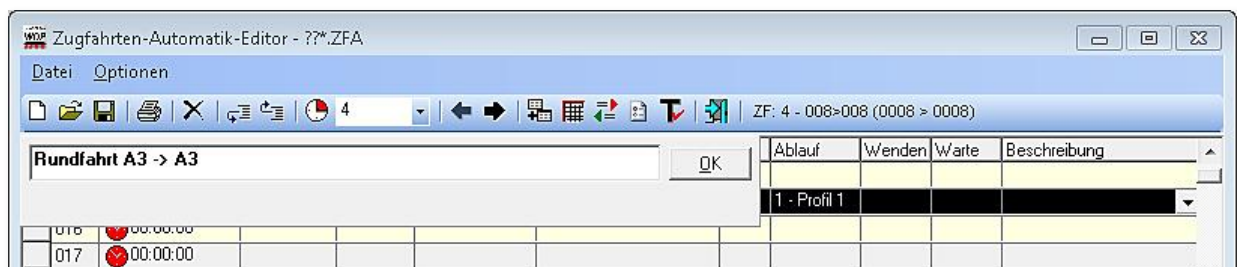 Zugfahrten-Automatik-Editor - ??*.ZFA
Datei Optionen
4 ZF: 4 - 008>008 (0008 > 0008)
Rundfahrt A3 -> A3 OK
Ablauf Wenden Warte Beschreibung
1 - Profil 1
016 00:00:00
017 00:00:00